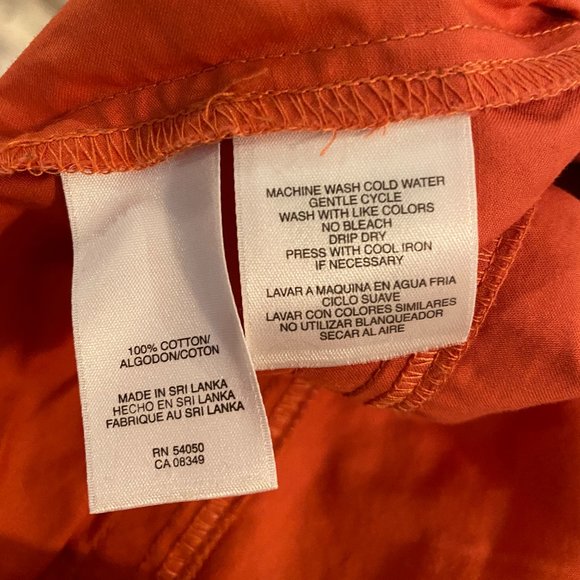 100% COTTON/
ALGODON/COTON
MADE IN SRI LANKA
HECHO EN SRI LANKA
FABRIQUE AU SRI LANKA
RN 54050
CA 08349
MACHINE WASH COLD WATER
GENTLE CYCLE
WASH WITH LIKE COLORS
NO BLEACH
DRIP DRY
PRESS WITH COOL IRON
IF NECESSARY
LAVAR A MAQUINA EN AGUA FRIA
CICLO SUAVE
LAVAR CON COLORES SIMILARES
NO UTILIZAR BLANQUEADOR
SECAR AL AIRE